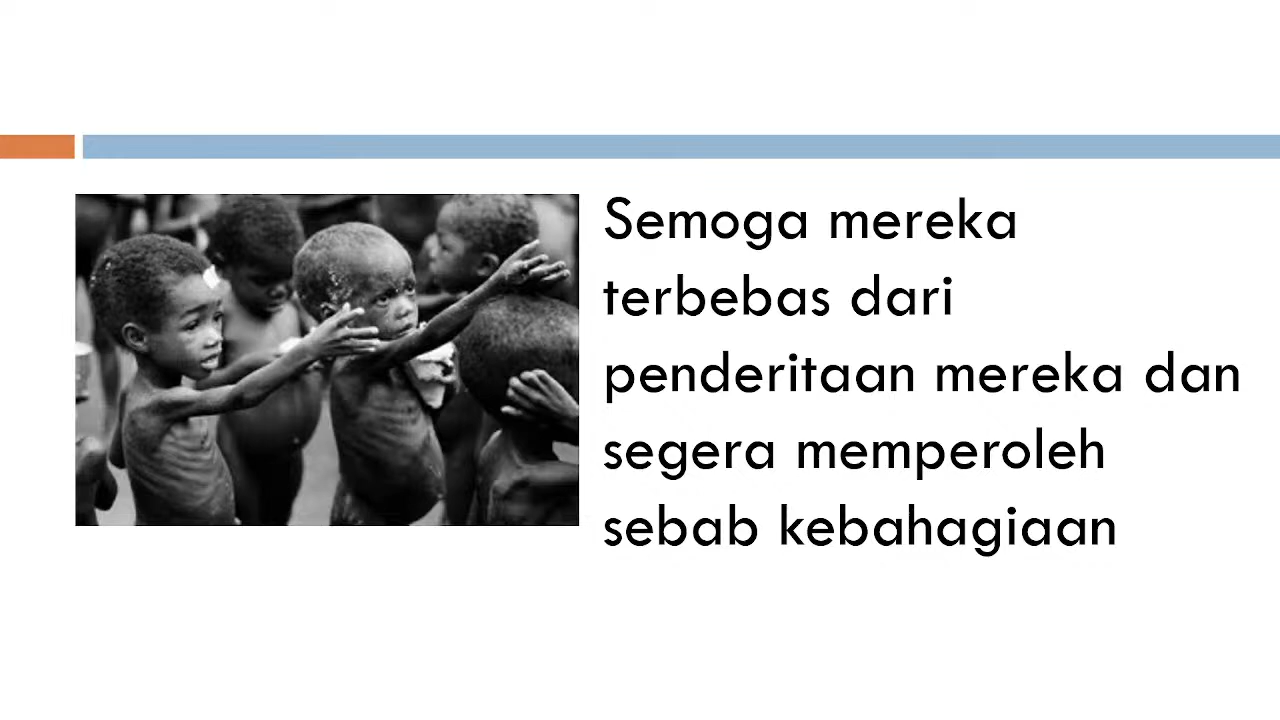 Semoga mereka
terbebas dari
penderitaan mereka dan
segera memperoleh
sebab kebahagiaan